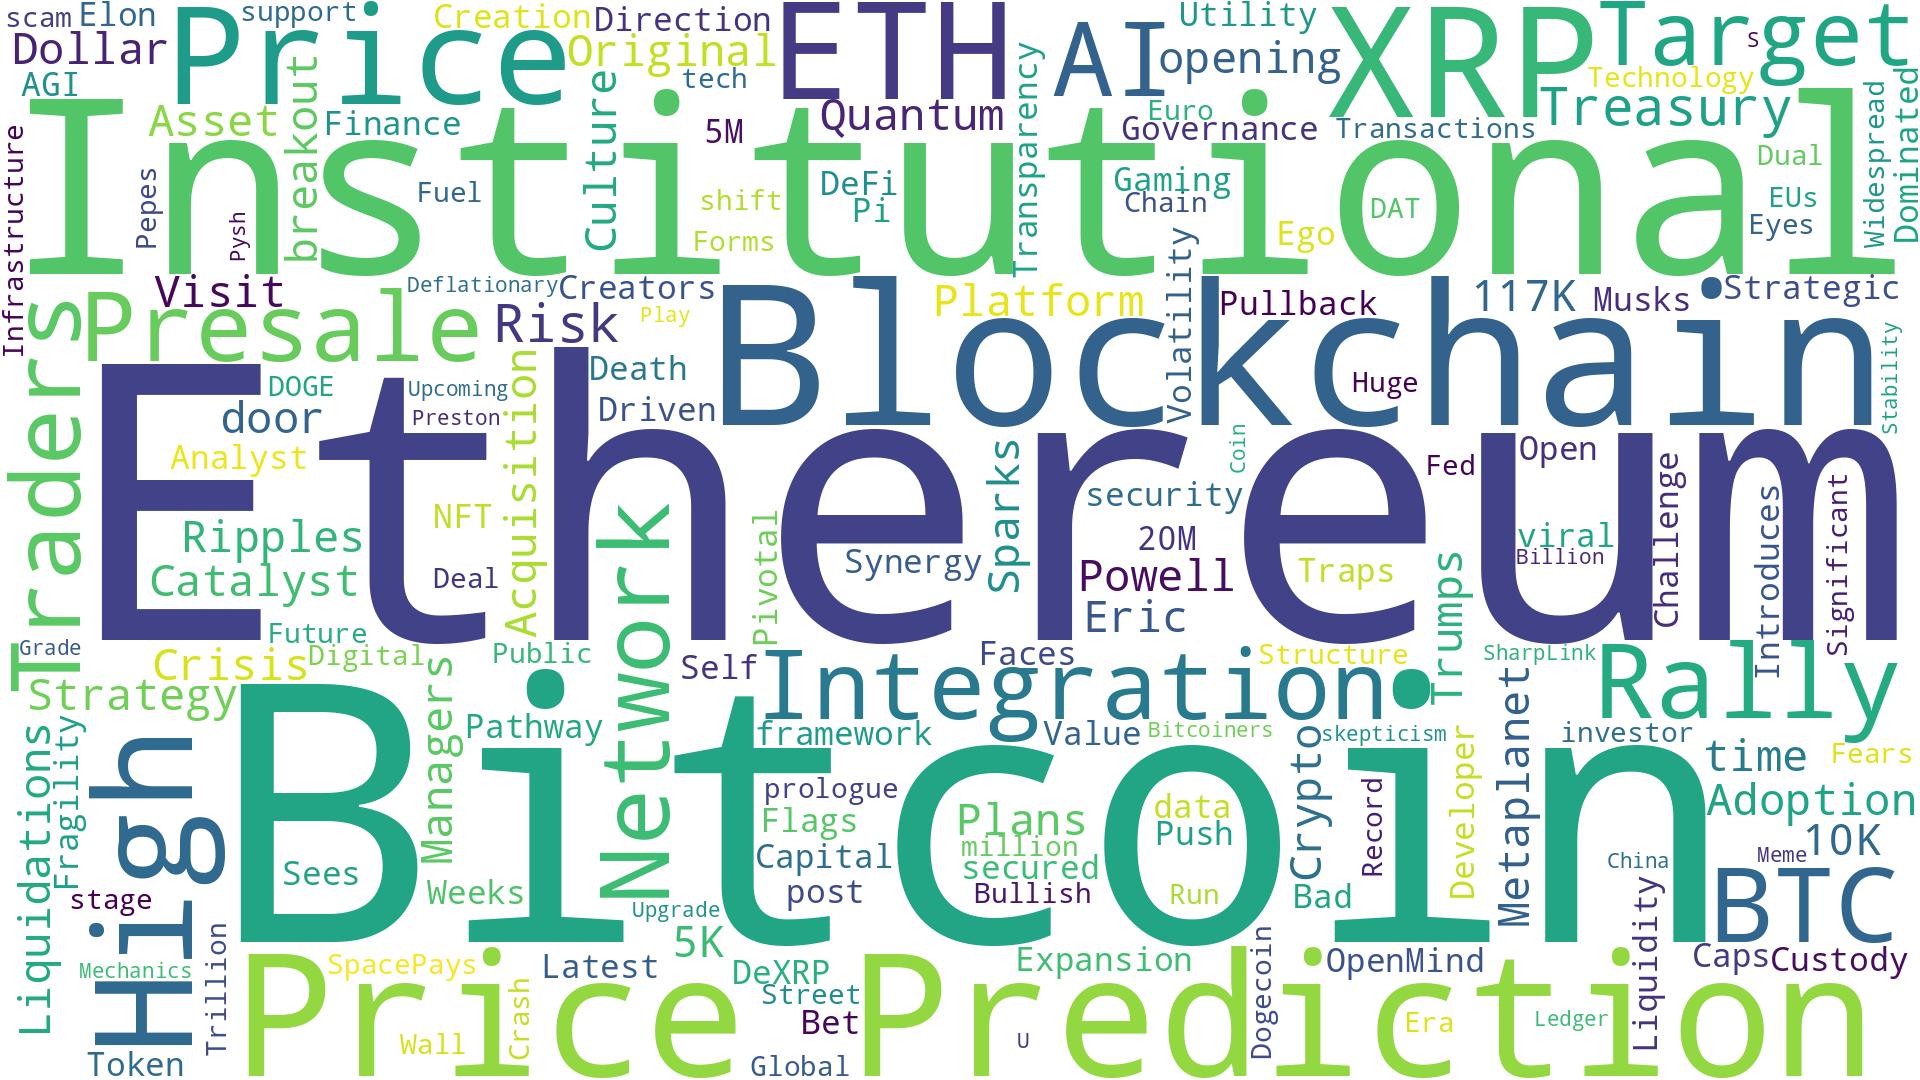 scam
Elon
support
Creation
Direction
Utility
Dollar
Price
Original
ETH
AI
opening
XRP
Target
s
AGI
tech
Technology
Asset
breakout
Finance
Culture
5M
Quantum
Transparency
Euro
Governance
Transactions
Treasury
Widespread
Dominated
Infrastructure
Institutional
Pepes
Pysh
Fuel
shift
Forms
DeFi
Pi
Gaming
Chain
Ego
DAT
Dual
EUs
Eyes
Visit
Deflationary
Creators
Platform
Volatility
Pullback
117K
Musks
Strategic
Traders
Presale
Risk
Play
Blockchain
Huge
Stability
DOGE
Upcoming
Preston
Acquisition
Death
Driven
door
Analyst
Ethereum
NFT
Sparks
Coin
security
Fed
Open
Challenge
Introduces
Significant
Ripples
Catalyst
Deal
Network
Pivotal
Synergy
20M
Powell
Eric
Traps
Trumps
viral
Billion
Grade
Future
Crisis
Digital
Public
Self
Faces
Structure
SharpLink
Rally
Strategy
Managers
Pathway
Integration
framework
Value
Bitcoiners
skepticism
Metaplanet
investor
time
Fears
Liquidations
Fragility
High
Bitcoin
prologue
Flags
Capital
post
Plans
million
secured
Bullish
data
Push
Run
Crypto
Record
Developer
Bad
Adoption
10K
China
Meme
BTC
Sees
Weeks
stage
Upgrade
5K
Mechanics
Trillion
SpacePays
Latest
DeXRP
Street
Expansion
Dogecoin
OpenMind
Liquidity
Caps
Custody
Price Prediction
Wall
Crash
Bet
U
Era
Ledger
Token
Global